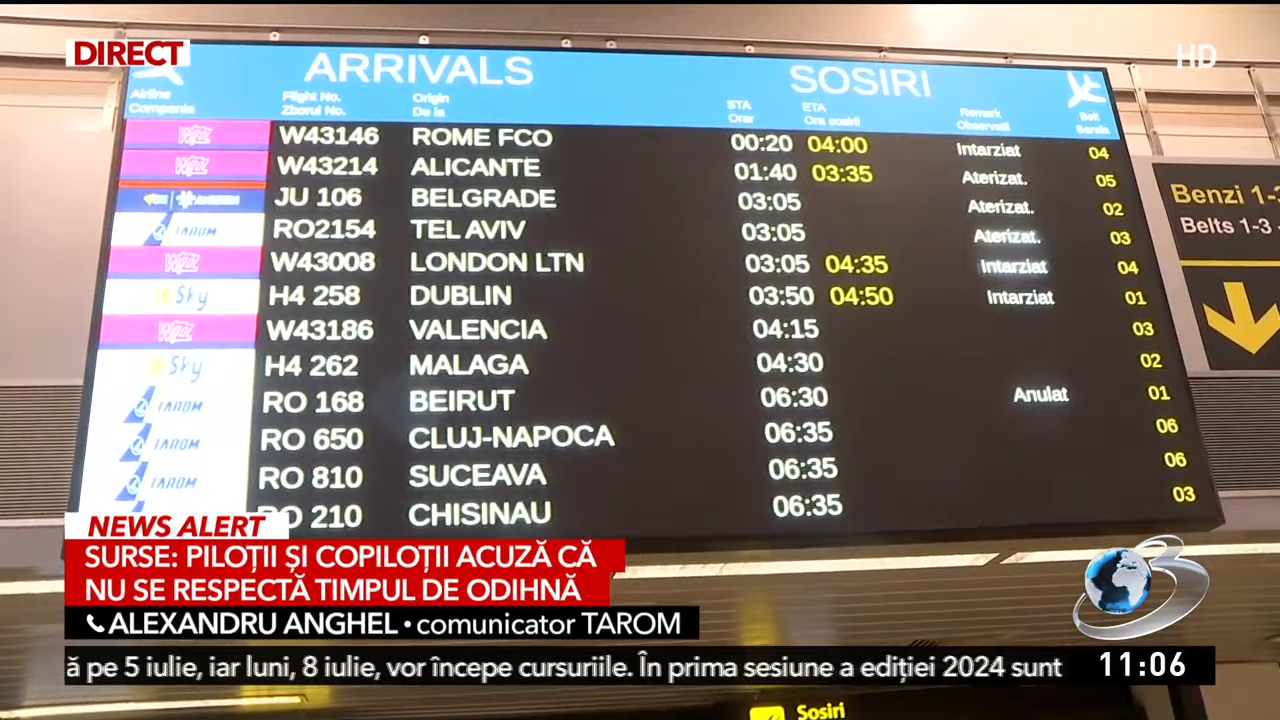 DIRECT
HD
ARRIVALS SOSIRI
Airline Flight No. Origin STA ETA Remark Belt
Compania Zborul No. De la Orar Ora sosirii Observatii Banda
Wizz W43146 ROME FCO 00:20 04:00 Intarziat 04
Wizz W43214 ALICANTE 01:40 03:35 Aterizat. 05
JU 106 BELGRADE 03:05 Aterizat. 02
TAROM RO2154 TEL AVIV 03:05 Aterizat. 03
Wizz W43008 LONDON LTN 03:05 04:35 Intarziat 04
Sky H4 258 DUBLIN 03:50 04:50 Intarziat 01
Wizz W43186 VALENCIA 04:15 03
Sky H4 262 MALAGA 04:30 02
TAROM RO 168 BEIRUT 06:30 Anulat 01
TAROM RO 650 CLUJ-NAPOCA 06:35 06
TAROM RO 810 SUCEAVA 06:35 06
O 210 CHISINAU 06:35 03
Benzi 1-3
Belts 1-3
NEWS ALERT
SURSE: PILOȚII ȘI COPILOȚII ACUZĂ CĂ
NU SE RESPECTĂ TIMPUL DE ODIHNĂ
ALEXANDRU ANGHEL • comunicator TAROM
3
ă pe 5 iulie, iar luni, 8 iulie, vor începe cursuriile. În prima sesiune a ediției 2024 sunt
11:06
Sosiri